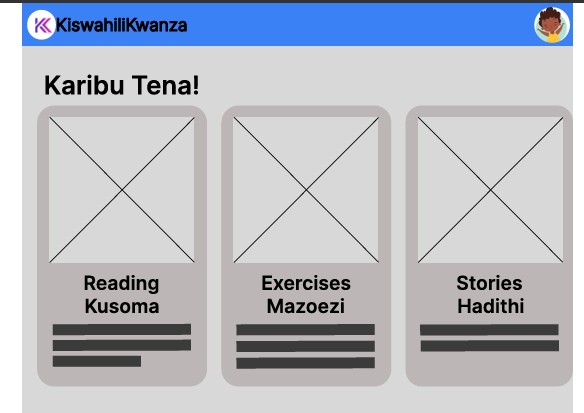 KiswahiliKwanza
Karibu Tena!
Reading
Kusoma
Exercises
Mazoezi
Stories
Hadithi